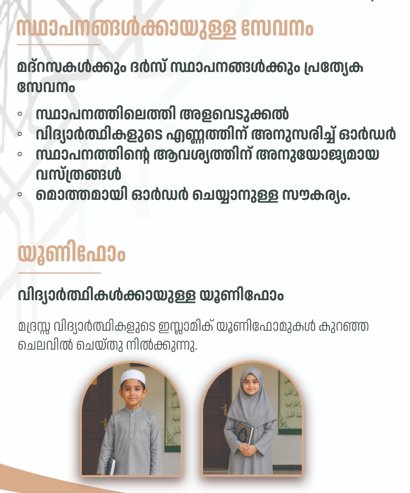 സ്ഥാപനങ്ങൾക്കായുള്ള സേവനം
മദ്റസകൾക്കും ദർസ് സ്ഥാപനങ്ങൾക്കും പ്രത്യേക
സേവനം
◦ സ്ഥാപനത്തിലെത്തി അളവെടുക്കൽ
◦ വിദ്യാർത്ഥികളുടെ എണ്ണത്തിന് അനുസരിച്ച് ഓർഡർ
◦ സ്ഥാപനത്തിന്റെ ആവശ്യത്തിന് അനുയോജ്യമായ
വസ്ത്രങ്ങൾ
◦ മൊത്തമായി ഓർഡർ ചെയ്യാനുള്ള സൗകര്യം.
യൂണിഫോം
വിദ്യാർത്ഥികൾക്കായുള്ള യൂണിഫോം
മദ്രസ്സ വിദ്യാർത്ഥികളുടെ ഇസ്ലാമിക് യൂണിഫോമുകൾ കുറഞ്ഞ
ചെലവിൽ ചെയ്തു നിൽക്കുന്നു.